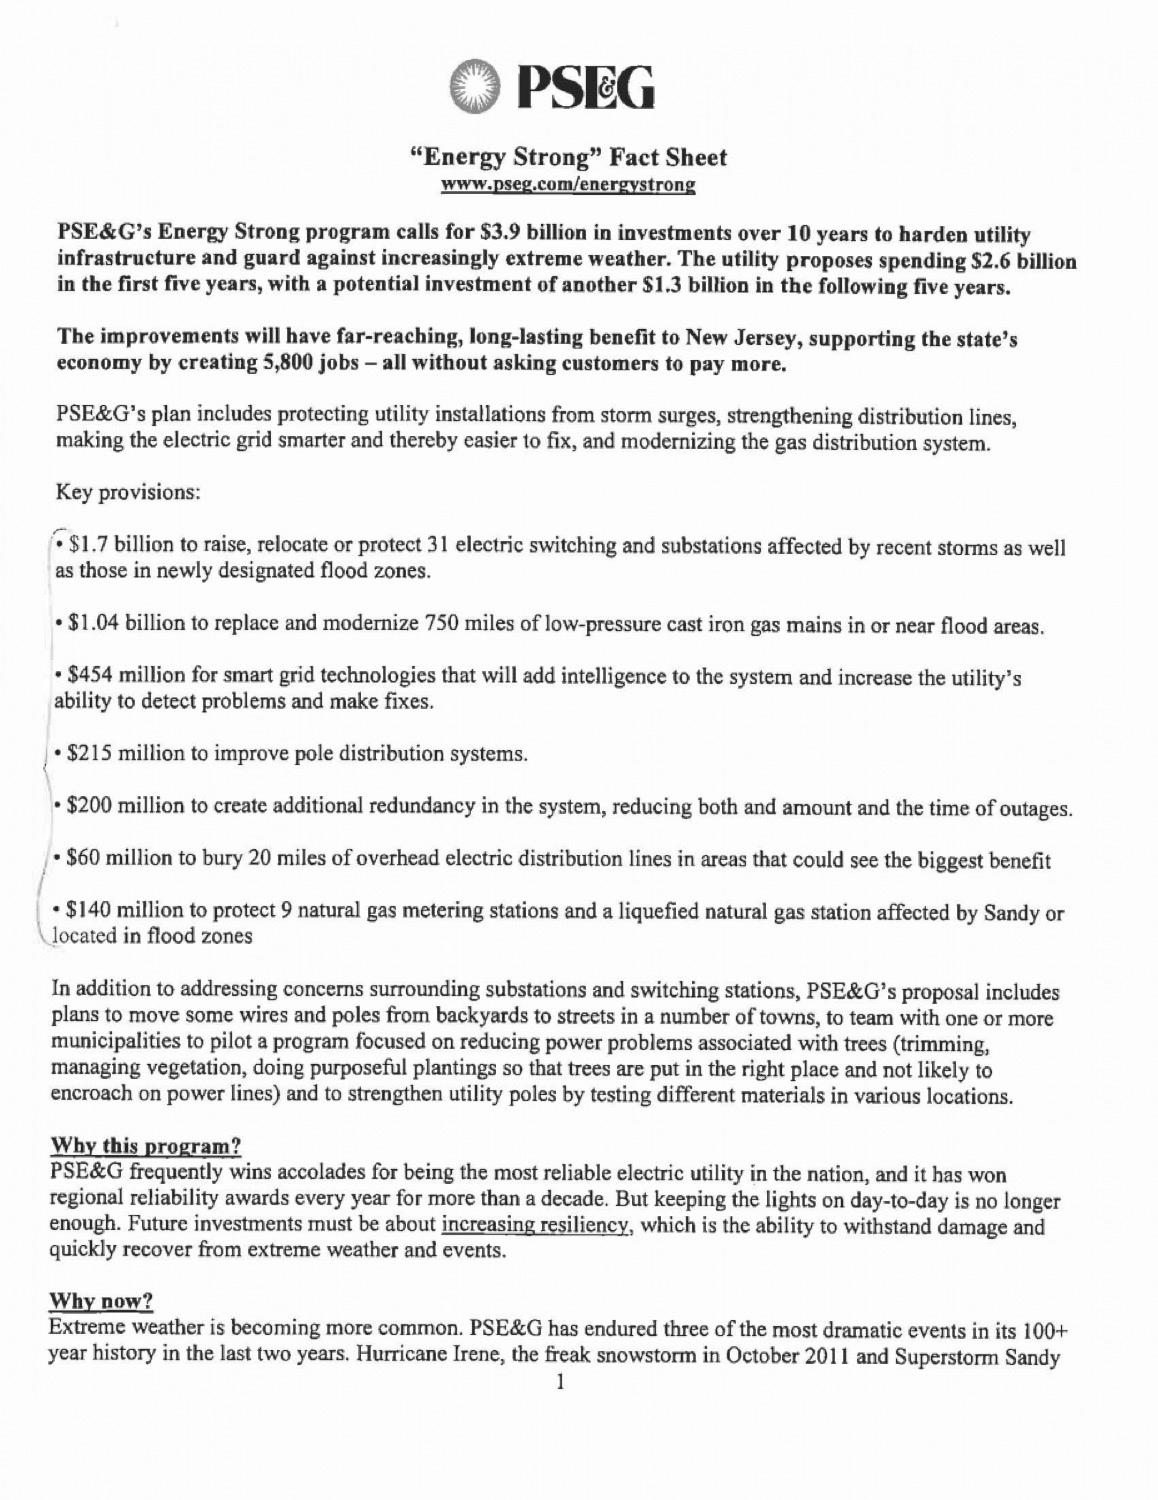 PSE&G
"Energy Strong" Fact Sheet
www.pseg.com/energystrong
PSE&G's Energy Strong program calls for $3.9 billion in investments over 10 years to harden utility
infrastructure and guard against increasingly extreme weather. The utility proposes spending $2.6 billion
in the first five years, with a potential investment of another $1.3 billion in the following five years.
The improvements will have far-reaching, long-lasting benefit to New Jersey, supporting the state's
economy by creating 5,800 jobs – all without asking customers to pay more.
PSE&G's plan includes protecting utility installations from storm surges, strengthening distribution lines,
making the electric grid smarter and thereby easier to fix, and modernizing the gas distribution system.
Key provisions:
• $1.7 billion to raise, relocate or protect 31 electric switching and substations affected by recent storms as well
as those in newly designated flood zones.
• $1.04 billion to replace and modernize 750 miles of low-pressure cast iron gas mains in or near flood areas.
• $454 million for smart grid technologies that will add intelligence to the system and increase the utility's
ability to detect problems and make fixes.
• $215 million to improve pole distribution systems.
• $200 million to create additional redundancy in the system, reducing both and amount and the time of outages.
• $60 million to bury 20 miles of overhead electric distribution lines in areas that could see the biggest benefit
• $140 million to protect 9 natural gas metering stations and a liquefied natural gas station affected by Sandy or
located in flood zones
In addition to addressing concerns surrounding substations and switching stations, PSE&G's proposal includes
plans to move some wires and poles from backyards to streets in a number of towns, to team with one or more
municipalities to pilot a program focused on reducing power problems associated with trees (trimming,
managing vegetation, doing purposeful plantings so that trees are put in the right place and not likely to
encroach on power lines) and to strengthen utility poles by testing different materials in various locations.
Why this program?
PSE&G frequently wins accolades for being the most reliable electric utility in the nation, and it has won
regional reliability awards every year for more than a decade. But keeping the lights on day-to-day is no longer
enough. Future investments must be about increasing resiliency, which is the ability to withstand damage and
quickly recover from extreme weather and events.
Why now?
Extreme weather is becoming more common. PSE&G has endured three of the most dramatic events in its 100+
year history in the last two years. Hurricane Irene, the freak snowstorm in October 2011 and Superstorm Sandy
1